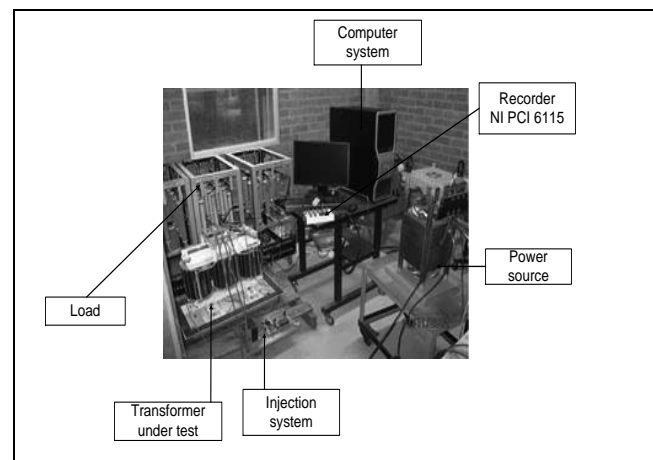 Computer
system
Recorder
NI PCI 6115
Power
source
Load
Transformer
under test
Injection
system